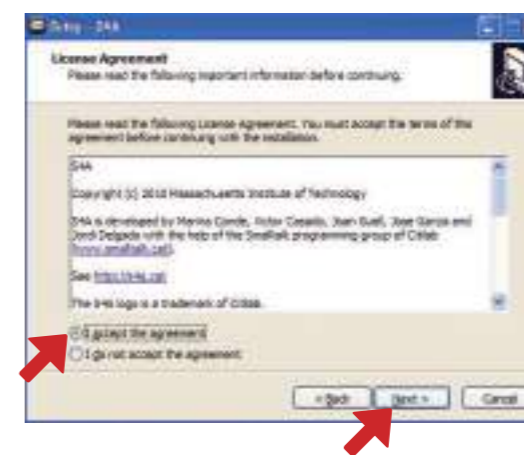 Setup - S4A
License Agreement
Please read the following important information before continuing.
Please read the following License Agreement. You must accept the terms of this
agreement before continuing with the installation.
S4A
Copyright (c) 2010 Massachusetts Institute of Technology
S4A is developed by Marina Conde, Victor Casado, Joan Güell, Jose García and
Jordi Delgado with the help of the Smalltalk programming group of Citilab
(www.smalltalk.cat).
See http://s4a.cat
The S4A logo is a trademark of Citilab.
I accept the agreement
I do not accept the agreement
< Back
Next >
Cancel